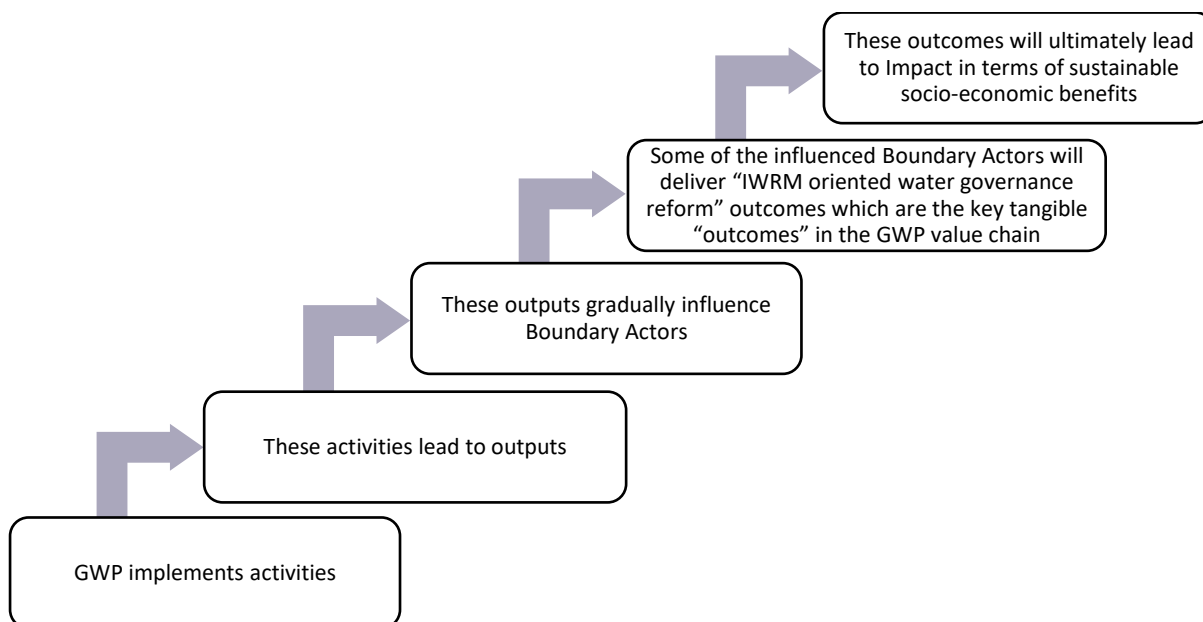 These outcomes will ultimately lead
to Impact in terms of sustainable
socio-economic benefits
Some of the influenced Boundary Actors will
deliver “IWRM oriented water governance
reform” outcomes which are the key tangible
“outcomes” in the GWP value chain
These outputs gradually influence
Boundary Actors
These activities lead to outputs
GWP implements activities